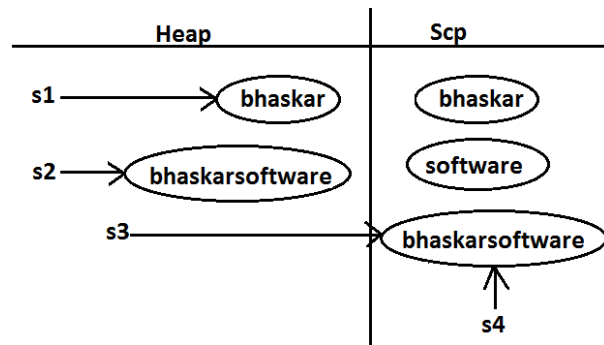 Heap Scp
s1 bhaskar bhaskar
s2 bhaskarsoftware software
s3 bhaskarsoftware
s4